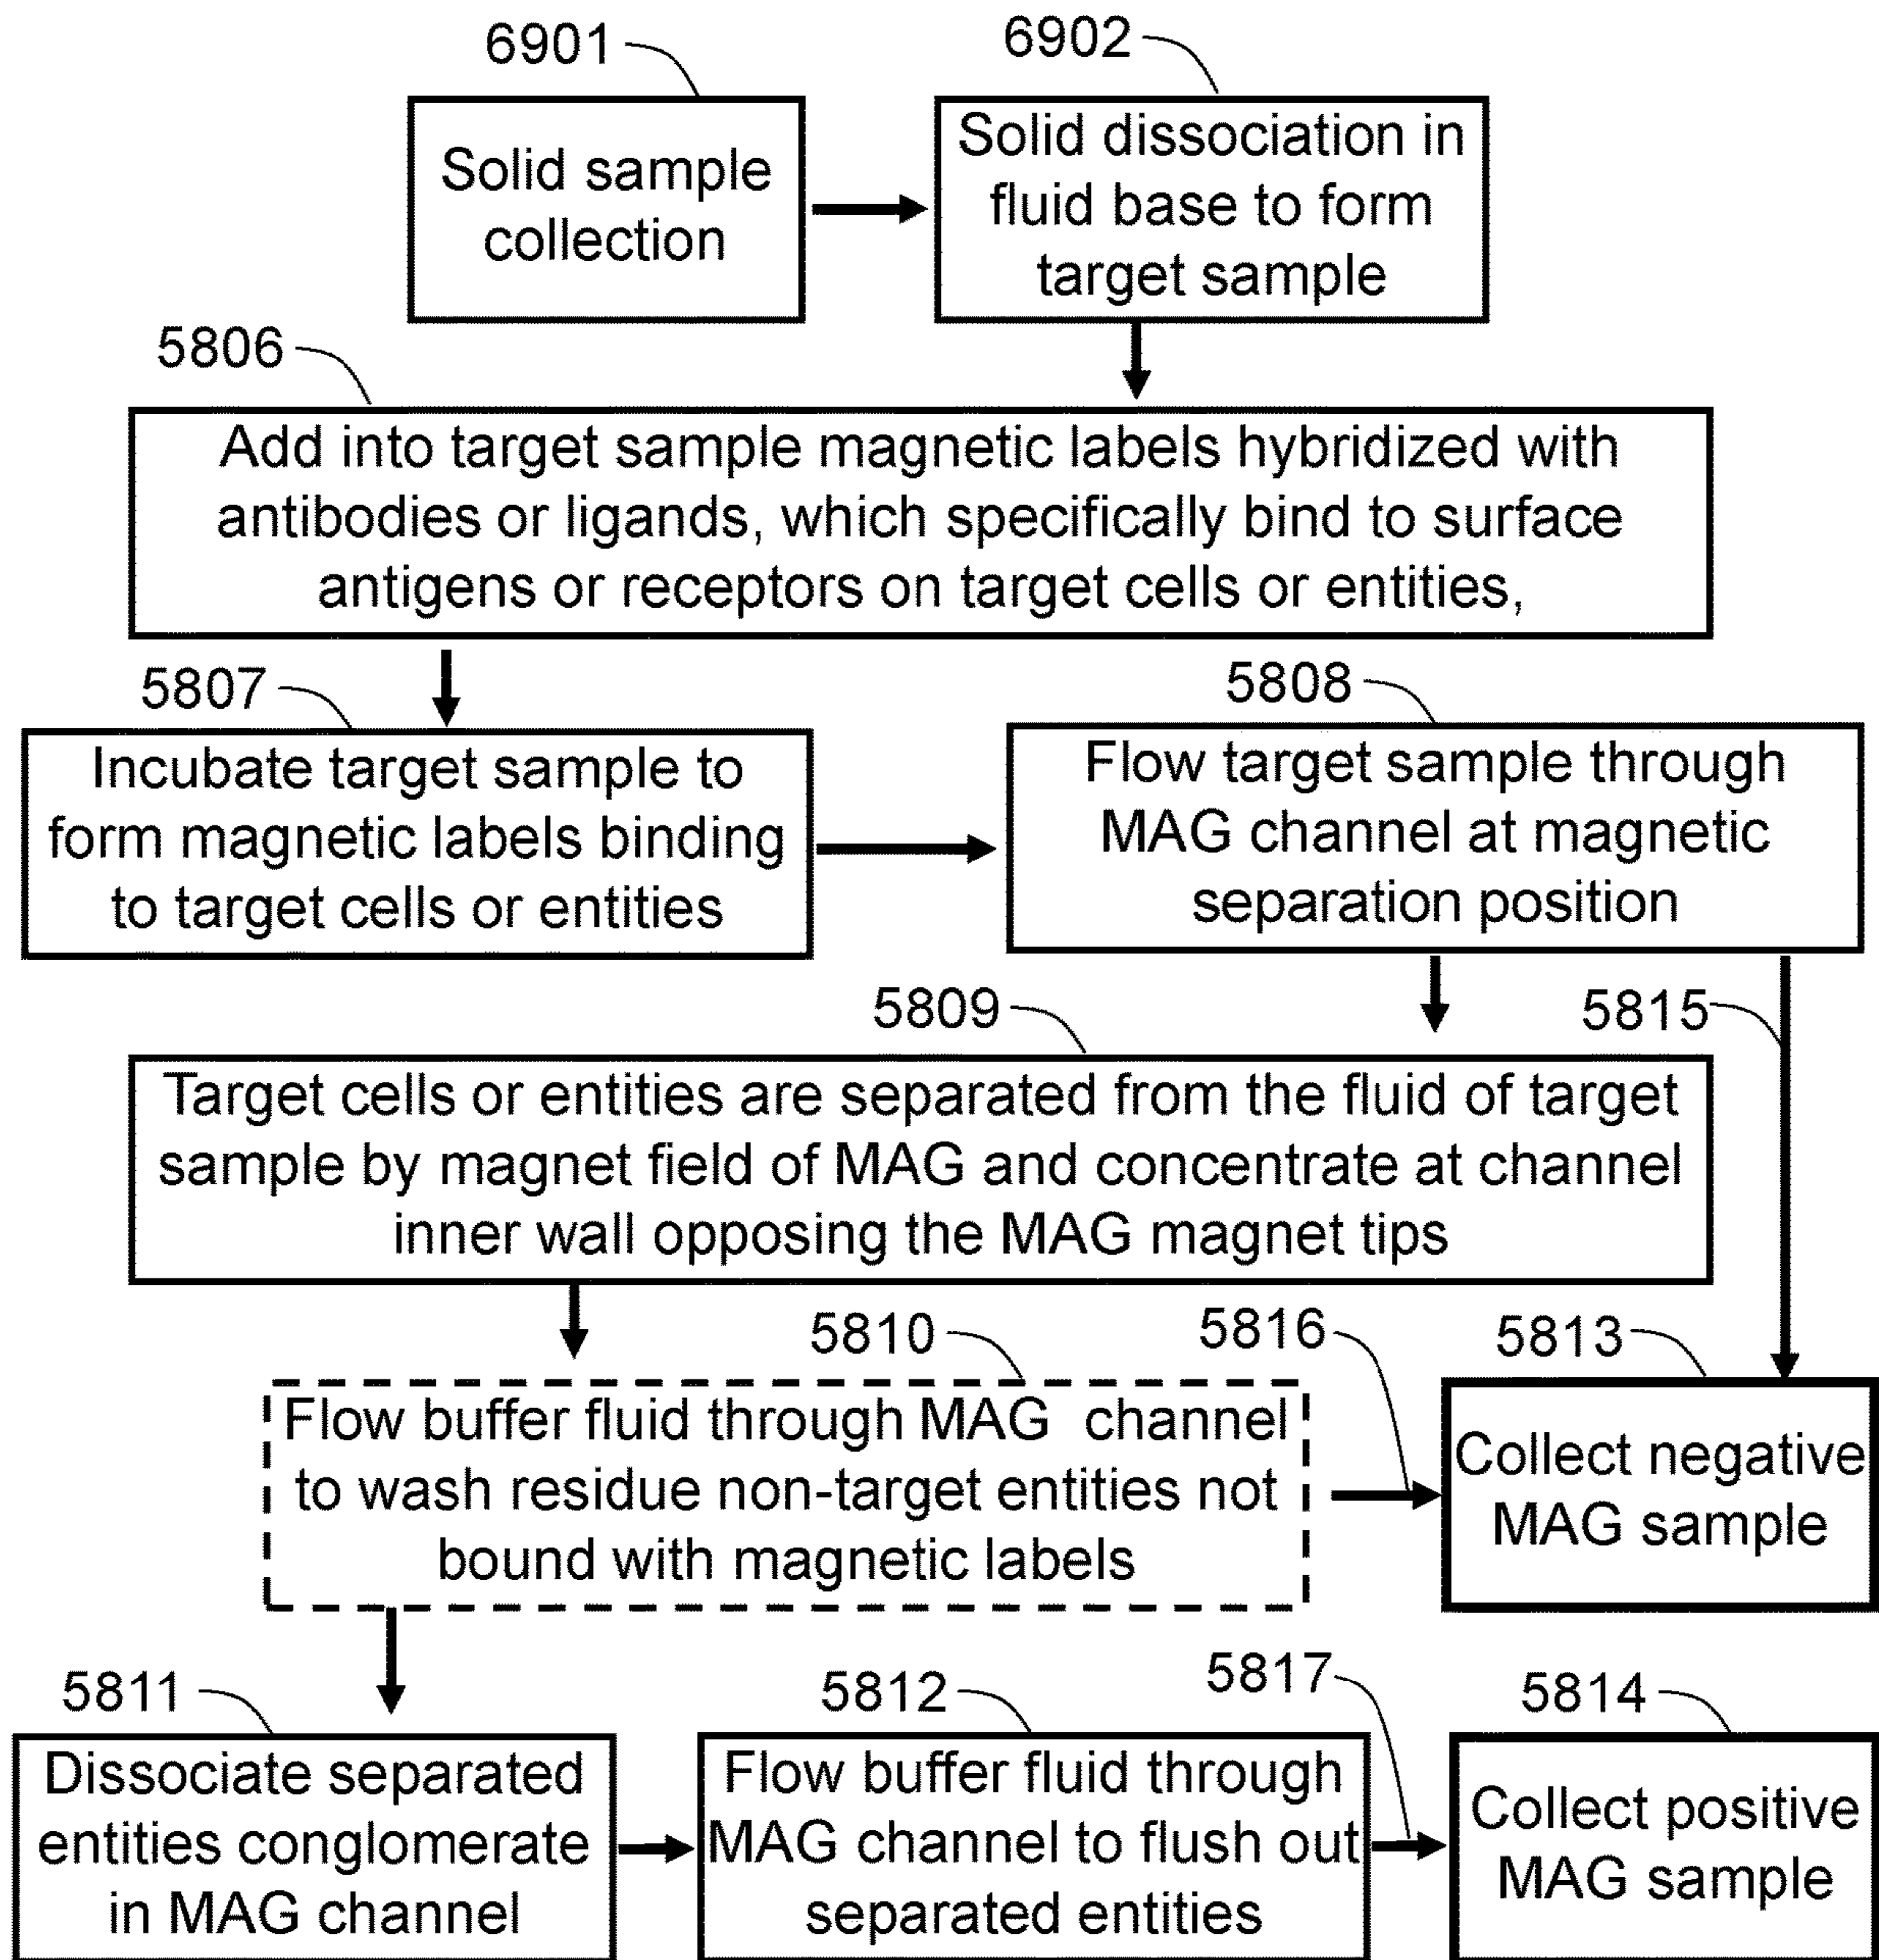 6901
6902
Solid sample
collection
Solid dissociation in
fluid base to form
target sample
5806
Add into target sample magnetic labels hybridized with
antibodies or ligands, which specifically bind to surface
antigens or receptors on target cells or entities,
5807
5808
Incubate target sample to
form magnetic labels binding
to target cells or entities
Flow target sample through
MAG channel at magnetic
separation position
5809
5815
Target cells or entities are separated from the fluid of target
sample by magnet field of MAG and concentrate at channel
inner wall opposing the MAG magnet tips
5810
5816
5813
Flow buffer fluid through MAG channel
to wash residue non-target entities not
bound with magnetic labels
Collect negative
MAG sample
5811
5812
5817
5814
Dissociate separated
entities conglomerate
in MAG channel
Flow buffer fluid through
MAG channel to flush out
separated entities
Collect positive
MAG sample